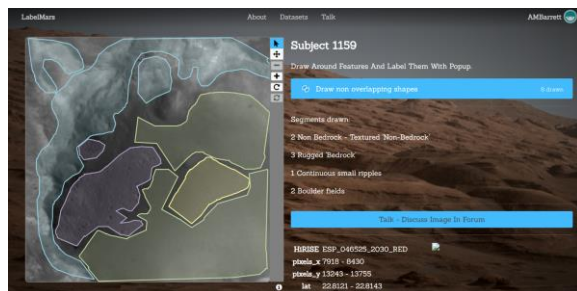 LabelMars
About Datasets Talk
AMBarrett
Subject 1159
Draw Around Features And Label Them With Popup.
Draw non overlapping shapes
8 drawn
Segments drawn:
2 Non Bedrock - Textured 'Non-Bedrock'
3 Rugged 'Bedrock'
1 Continuous small ripples
2 Boulder fields
Talk - Discuss Image In Forum
HiRISE ESP_046525_2030_RED
pixels_x 7918 - 8430
pixels_y 13243 - 13755
lat 22.8121 - 22.8143